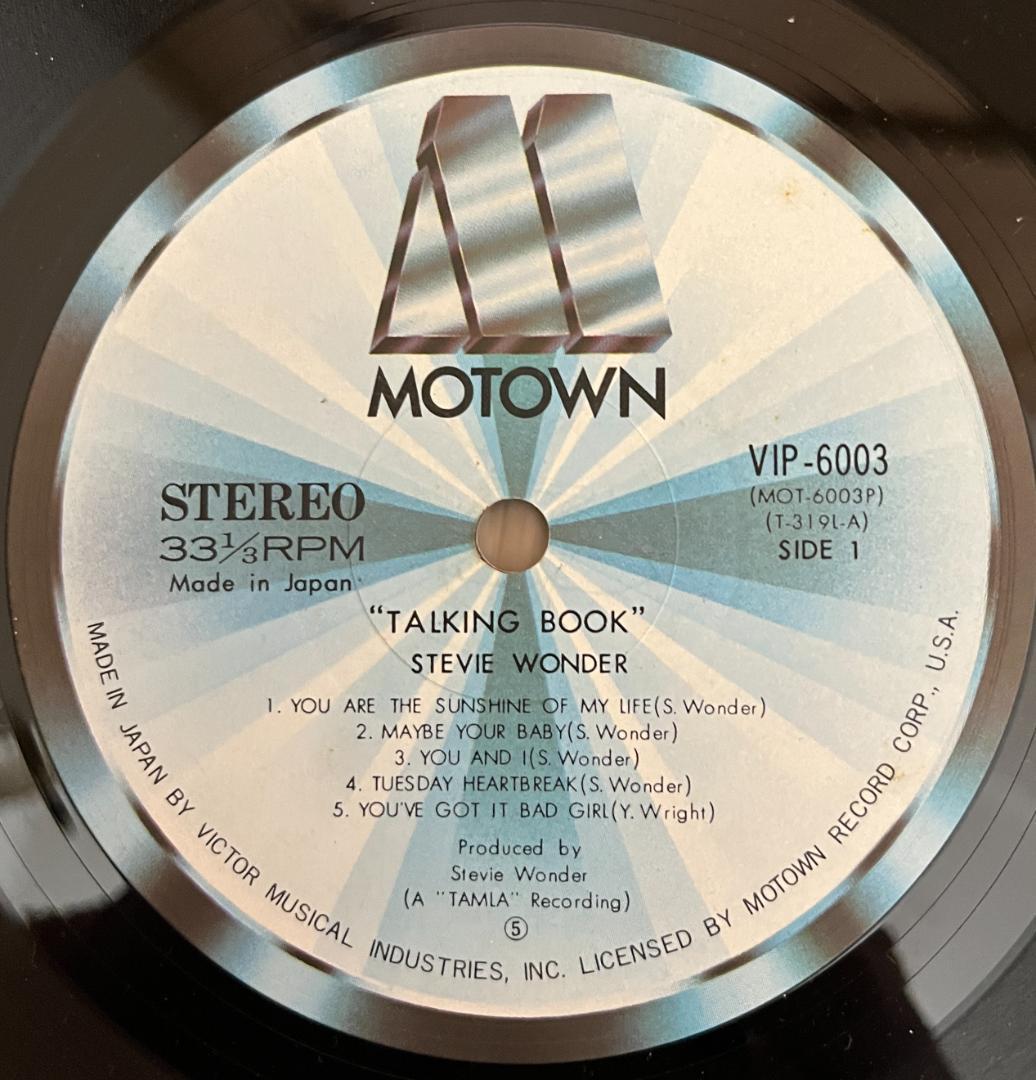 MOTOWN
VIP-6003
(MOT-6003P)
(T-319L-A)
SIDE 1
STEREO
33⅓RPM
Made in Japan
"TALKING BOOK"
STEVIE WONDER
1. YOU ARE THE SUNSHINE OF MY LIFE(S. Wonder)
2. MAYBE YOUR BABY(S. Wonder)
3. YOU AND I(S. Wonder)
4. TUESDAY HEARTBREAK(S. Wonder)
5. YOU'VE GOT IT BAD GIRL(Y. Wright)
Produced by
Stevie Wonder
(A "TAMLA" Recording)
⑤
MADE IN JAPAN BY VICTOR MUSICAL INDUSTRIES, INC. LICENSED BY MOTOWN RECORD CORP., U.S.A.